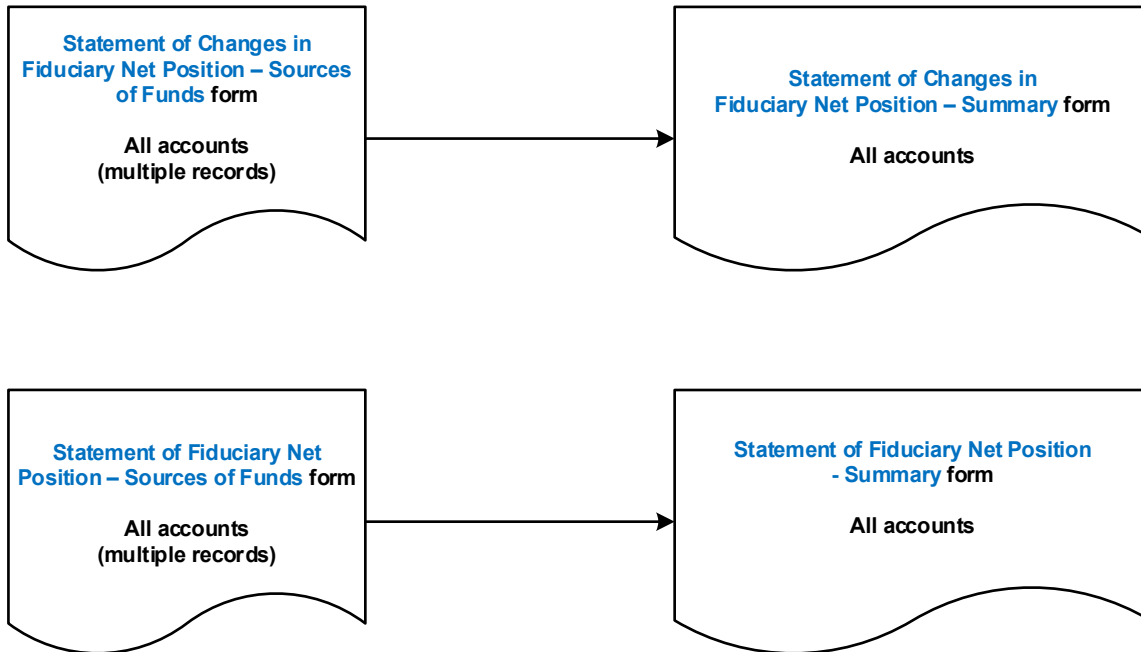 Statement of Changes in
Fiduciary Net Position – Sources
of Funds form
All accounts
(multiple records)
Statement of Changes in
Fiduciary Net Position – Summary form
All accounts
Statement of Fiduciary Net
Position – Sources of Funds form
All accounts
(multiple records)
Statement of Fiduciary Net Position
- Summary form
All accounts